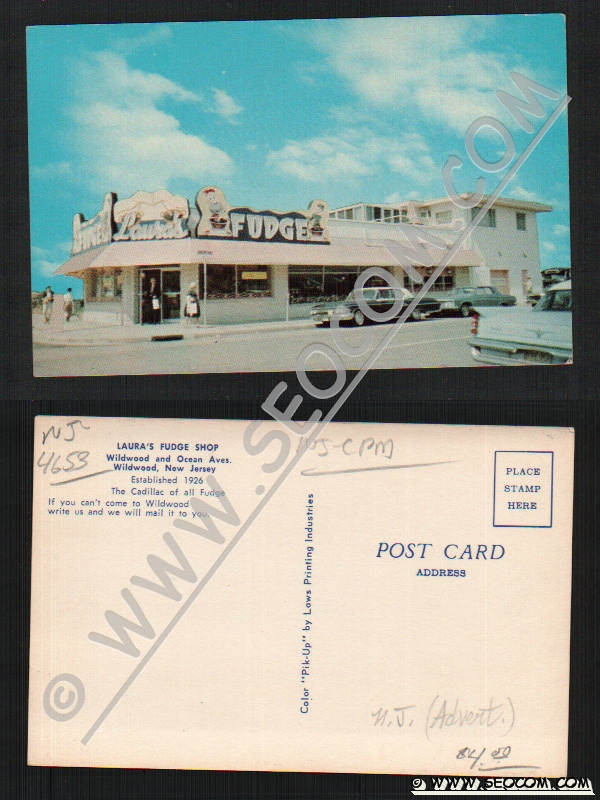 Laura's
FUDGE
© WWW.SEOCOM.COM
NJ
4653
LAURA'S FUDGE SHOP
Wildwood and Ocean Aves.
Wildwood, New Jersey
Established 1926
The Cadillac of all Fudge
If you can't come to Wildwood
write us and we will mail it to you.
NJ-CPM
Color "Pik-Up" by Laws Printing Industries
PLACE
STAMP
HERE
POST CARD
ADDRESS
N.J. (Advert.)
© WWW.SEOCOM.COM